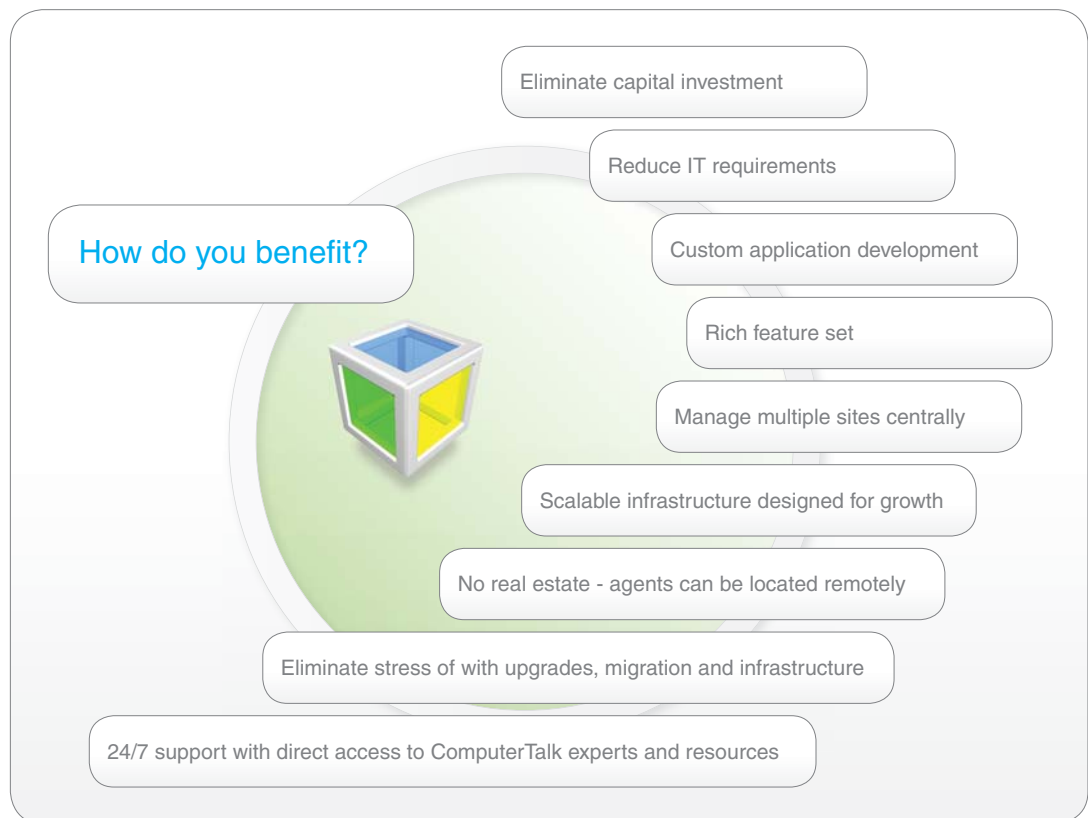 Eliminate capital investment
Reduce IT requirements
How do you benefit?
Custom application development
Rich feature set
Manage multiple sites centrally
Scalable infrastructure designed for growth
No real estate - agents can be located remotely
Eliminate stress of with upgrades, migration and infrastructure
24/7 support with direct access to ComputerTalk experts and resources